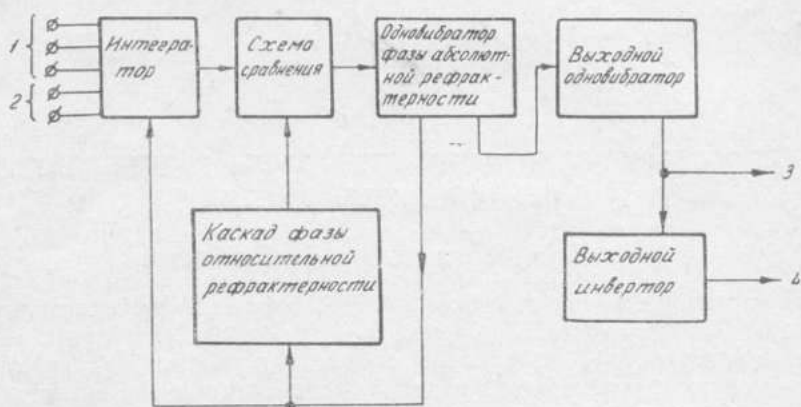 1
2
Интегра-
тор
Схема
сравнения
Одновибратор
фазы абсолют-
ной рефрак-
терности
Выходной
одновибратор
3
Каскад фазы
относительной
рефрактерности
Выходной
инвертор
4